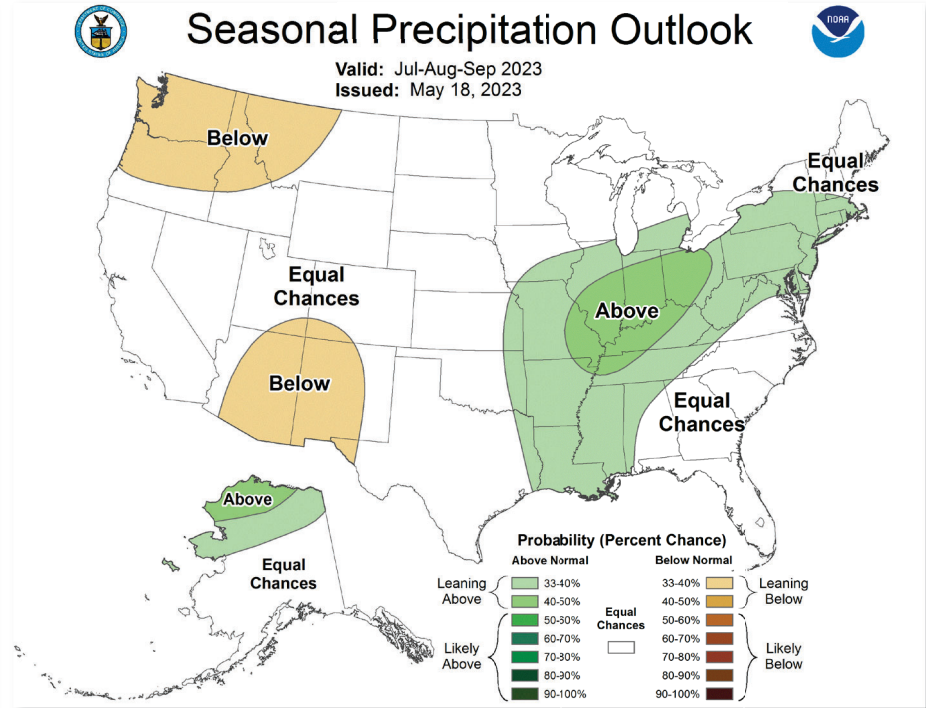 Seasonal Precipitation Outlook
NOAA
Valid: Jul-Aug-Sep 2023
Issued: May 18, 2023
Below
Equal
Chances
Equal
Chances
Above
Below
Equal
Chances
Above
Equal
Chances
Probability (Percent Chance)
Above Normal
Below Normal
Leaning
Above
33-40%
40-50%
Likely
Above
50-60%
60-70%
70-80%
80-90%
90-100%
Equal
Chances
33-40%
40-50%
Leaning
Below
50-60%
60-70%
70-80%
80-90%
90-100%
Likely
Below